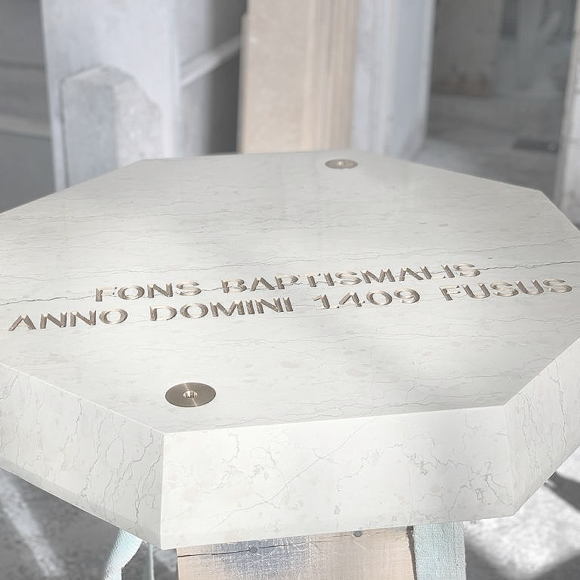 FONS BAPTISMALIS
ANNO DOMINI 1409 FUSUS